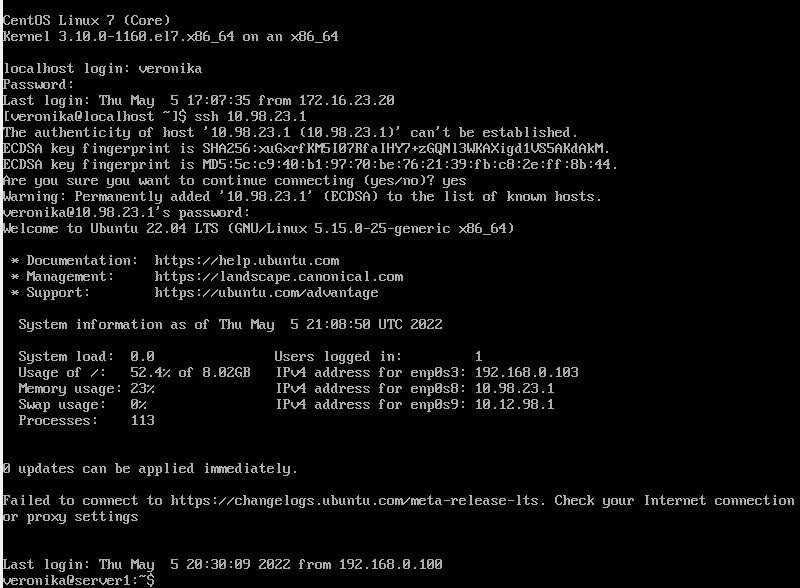 CentOS Linux 7 (Core)
Kernel 3.10.0-1160.el7.x86_64 on an x86_64
localhost login: veronika
Password:
Last login: Thu May  5 17:07:35 from 172.16.23.20
[veronika@localhost ~]$ ssh 10.98.23.1
The authenticity of host '10.98.23.1 (10.98.23.1)' can't be established.
ECDSA key fingerprint is SHA256:xuGxrfKM5I07RfaIHY7+zGQNl3WKAXigd1VS5AKdAkM.
ECDSA key fingerprint is MD5:5c:c9:40:b1:97:70:be:76:21:39:fb:c8:2e:ff:8b:44.
Are you sure you want to continue connecting (yes/no)? yes
Warning: Permanently added '10.98.23.1' (ECDSA) to the list of known hosts.
veronika@10.98.23.1's password:
Welcome to Ubuntu 22.04 LTS (GNU/Linux 5.15.0-25-generic x86_64)
* Documentation:  https://help.ubuntu.com
* Management:     https://landscape.canonical.com
* Support:        https://ubuntu.com/advantage
System information as of Thu May  5 21:08:50 UTC 2022
System load:  0.0               Users logged in:         1
Usage of /:   52.4% of 8.02GB   IPv4 address for enp0s3: 192.168.0.103
Memory usage: 23%               IPv4 address for enp0s8: 10.98.23.1
Swap usage:   0%                IPv4 address for enp0s9: 10.12.98.1
Processes:    113
0 updates can be applied immediately.
Failed to connect to https://changelogs.ubuntu.com/meta-release-lts. Check your Internet connection
or proxy settings
Last login: Thu May  5 20:30:09 2022 from 192.168.0.100
veronika@server1:~$